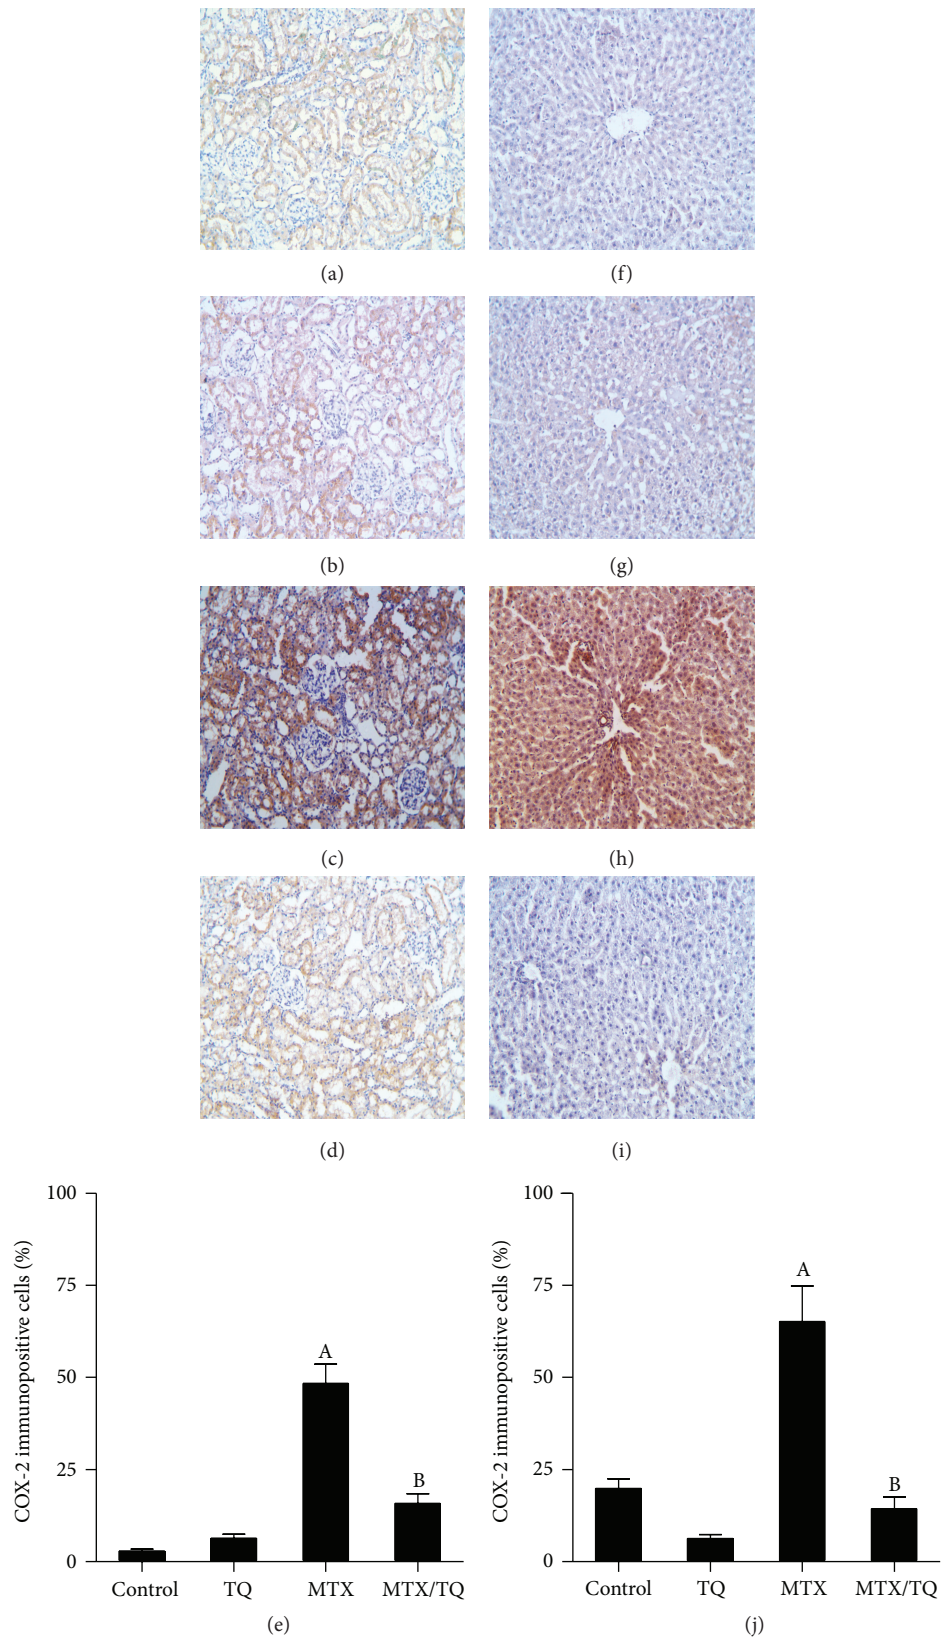 (a)
(f)
(b)
(g)
(c)
(h)
(d)
(i)
COX-2 immunopositive cells (%)
100
75
50
25
0
A
B
Control TQ MTX MTX/TQ
(e)
COX-2 immunopositive cells (%)
100
75
50
25
0
A
B
Control TQ MTX MTX/TQ
(j)